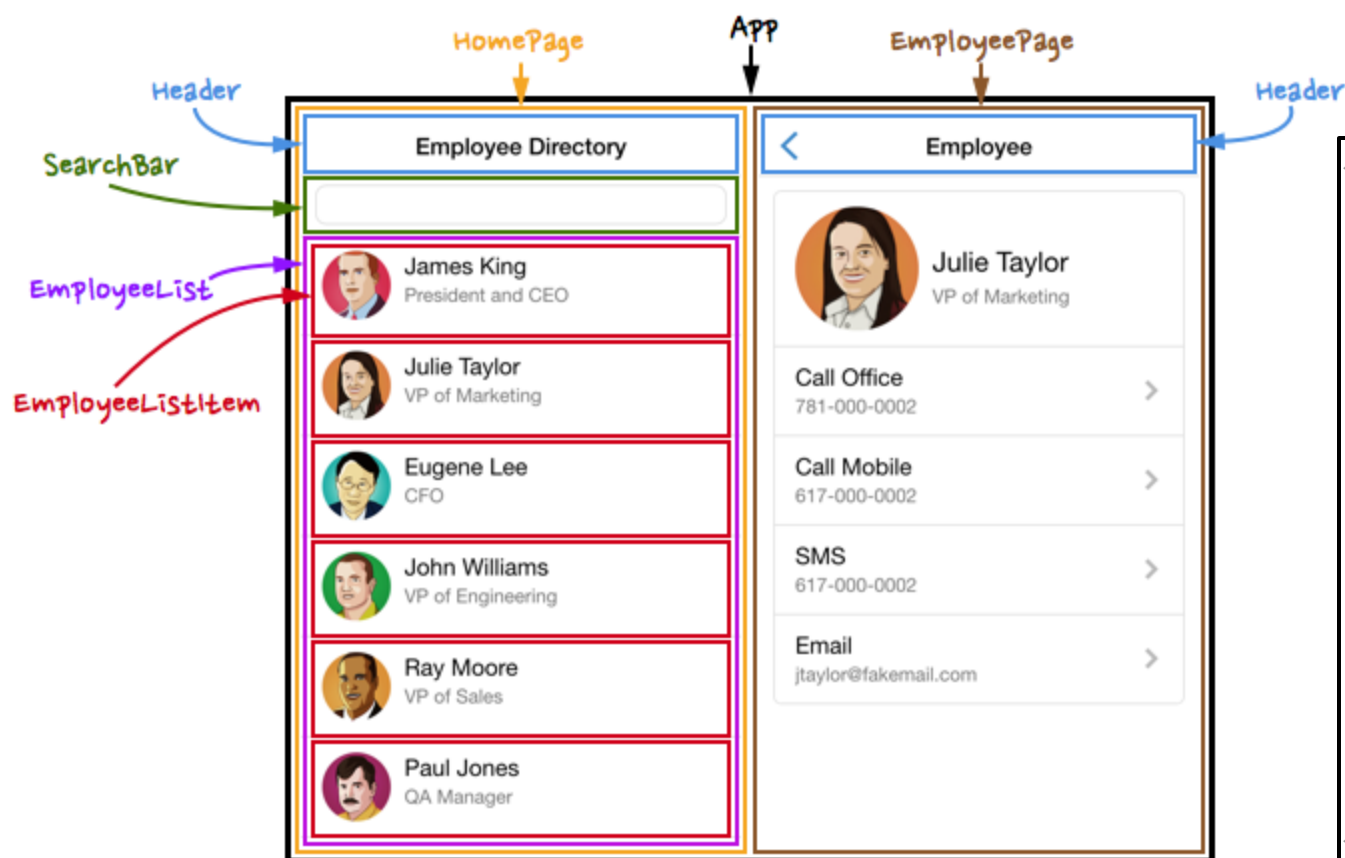 App
HomePage
EmployeePage
Header
Header
SearchBar
EmployeeList
EmployeeListItem
Employee Directory
James King
President and CEO
Julie Taylor
VP of Marketing
Eugene Lee
CFO
John Williams
VP of Engineering
Ray Moore
VP of Sales
Paul Jones
QA Manager
Employee
Julie Taylor
VP of Marketing
Call Office
781-000-0002
Call Mobile
617-000-0002
SMS
617-000-0002
Email
jtaylor@fakemail.com